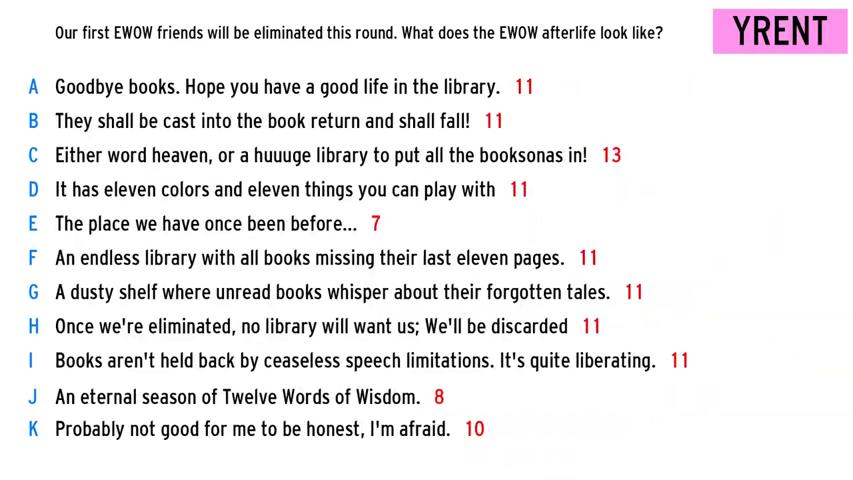 Our first EWOW friends will be eliminated this round. What does the EWOW afterlife look like?
YRENT
A Goodbye books. Hope you have a good life in the library. 11
B They shall be cast into the book return and shall fall! 11
C Either word heaven, or a huuuge library to put all the booksonas in! 13
D It has eleven colors and eleven things you can play with 11
E The place we have once been before... 7
F An endless library with all books missing their last eleven pages. 11
G A dusty shelf where unread books whisper about their forgotten tales. 11
H Once we're eliminated, no library will want us; We'll be discarded 11
I Books aren't held back by ceaseless speech limitations. It's quite liberating. 11
J An eternal season of Twelve Words of Wisdom. 8
K Probably not good for me to be honest, I'm afraid. 10